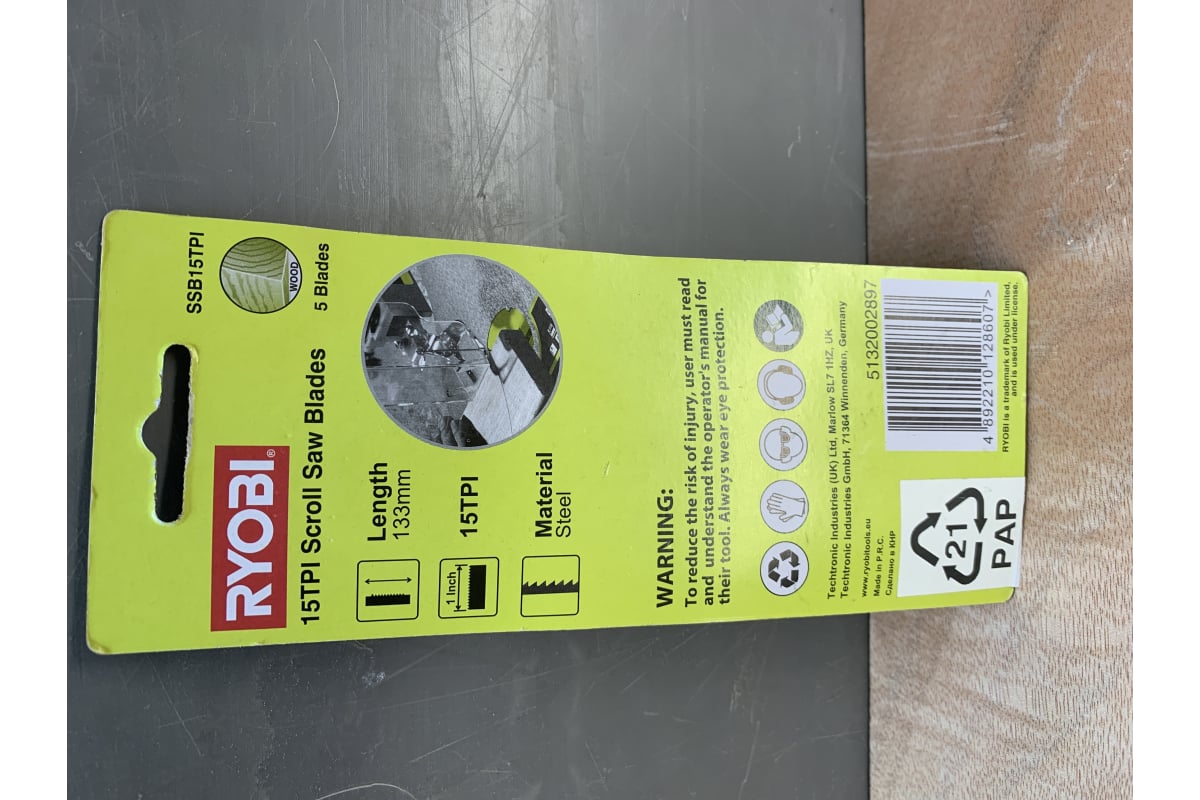 SSB15TPI
WOOD
5 Blades
RYOBI®
15TPI Scroll Saw Blades
Length
133mm
1 Inch
15TPI
Material
Steel
WARNING:
To reduce the risk of injury, user must read
and understand the operator's manual for
their tool. Always wear eye protection.
Techtronic Industries (UK) Ltd, Marlow SL7 1HZ, UK
Techtronic Industries GmbH, 71364 Winnenden, Germany
www.ryobitools.eu
Made in P.R.C.
Сделано в КНР
5132002897
4 892210 128607 >
RYOBI is a trademark of Ryobi Limited,
and is used under license.
21
PAP